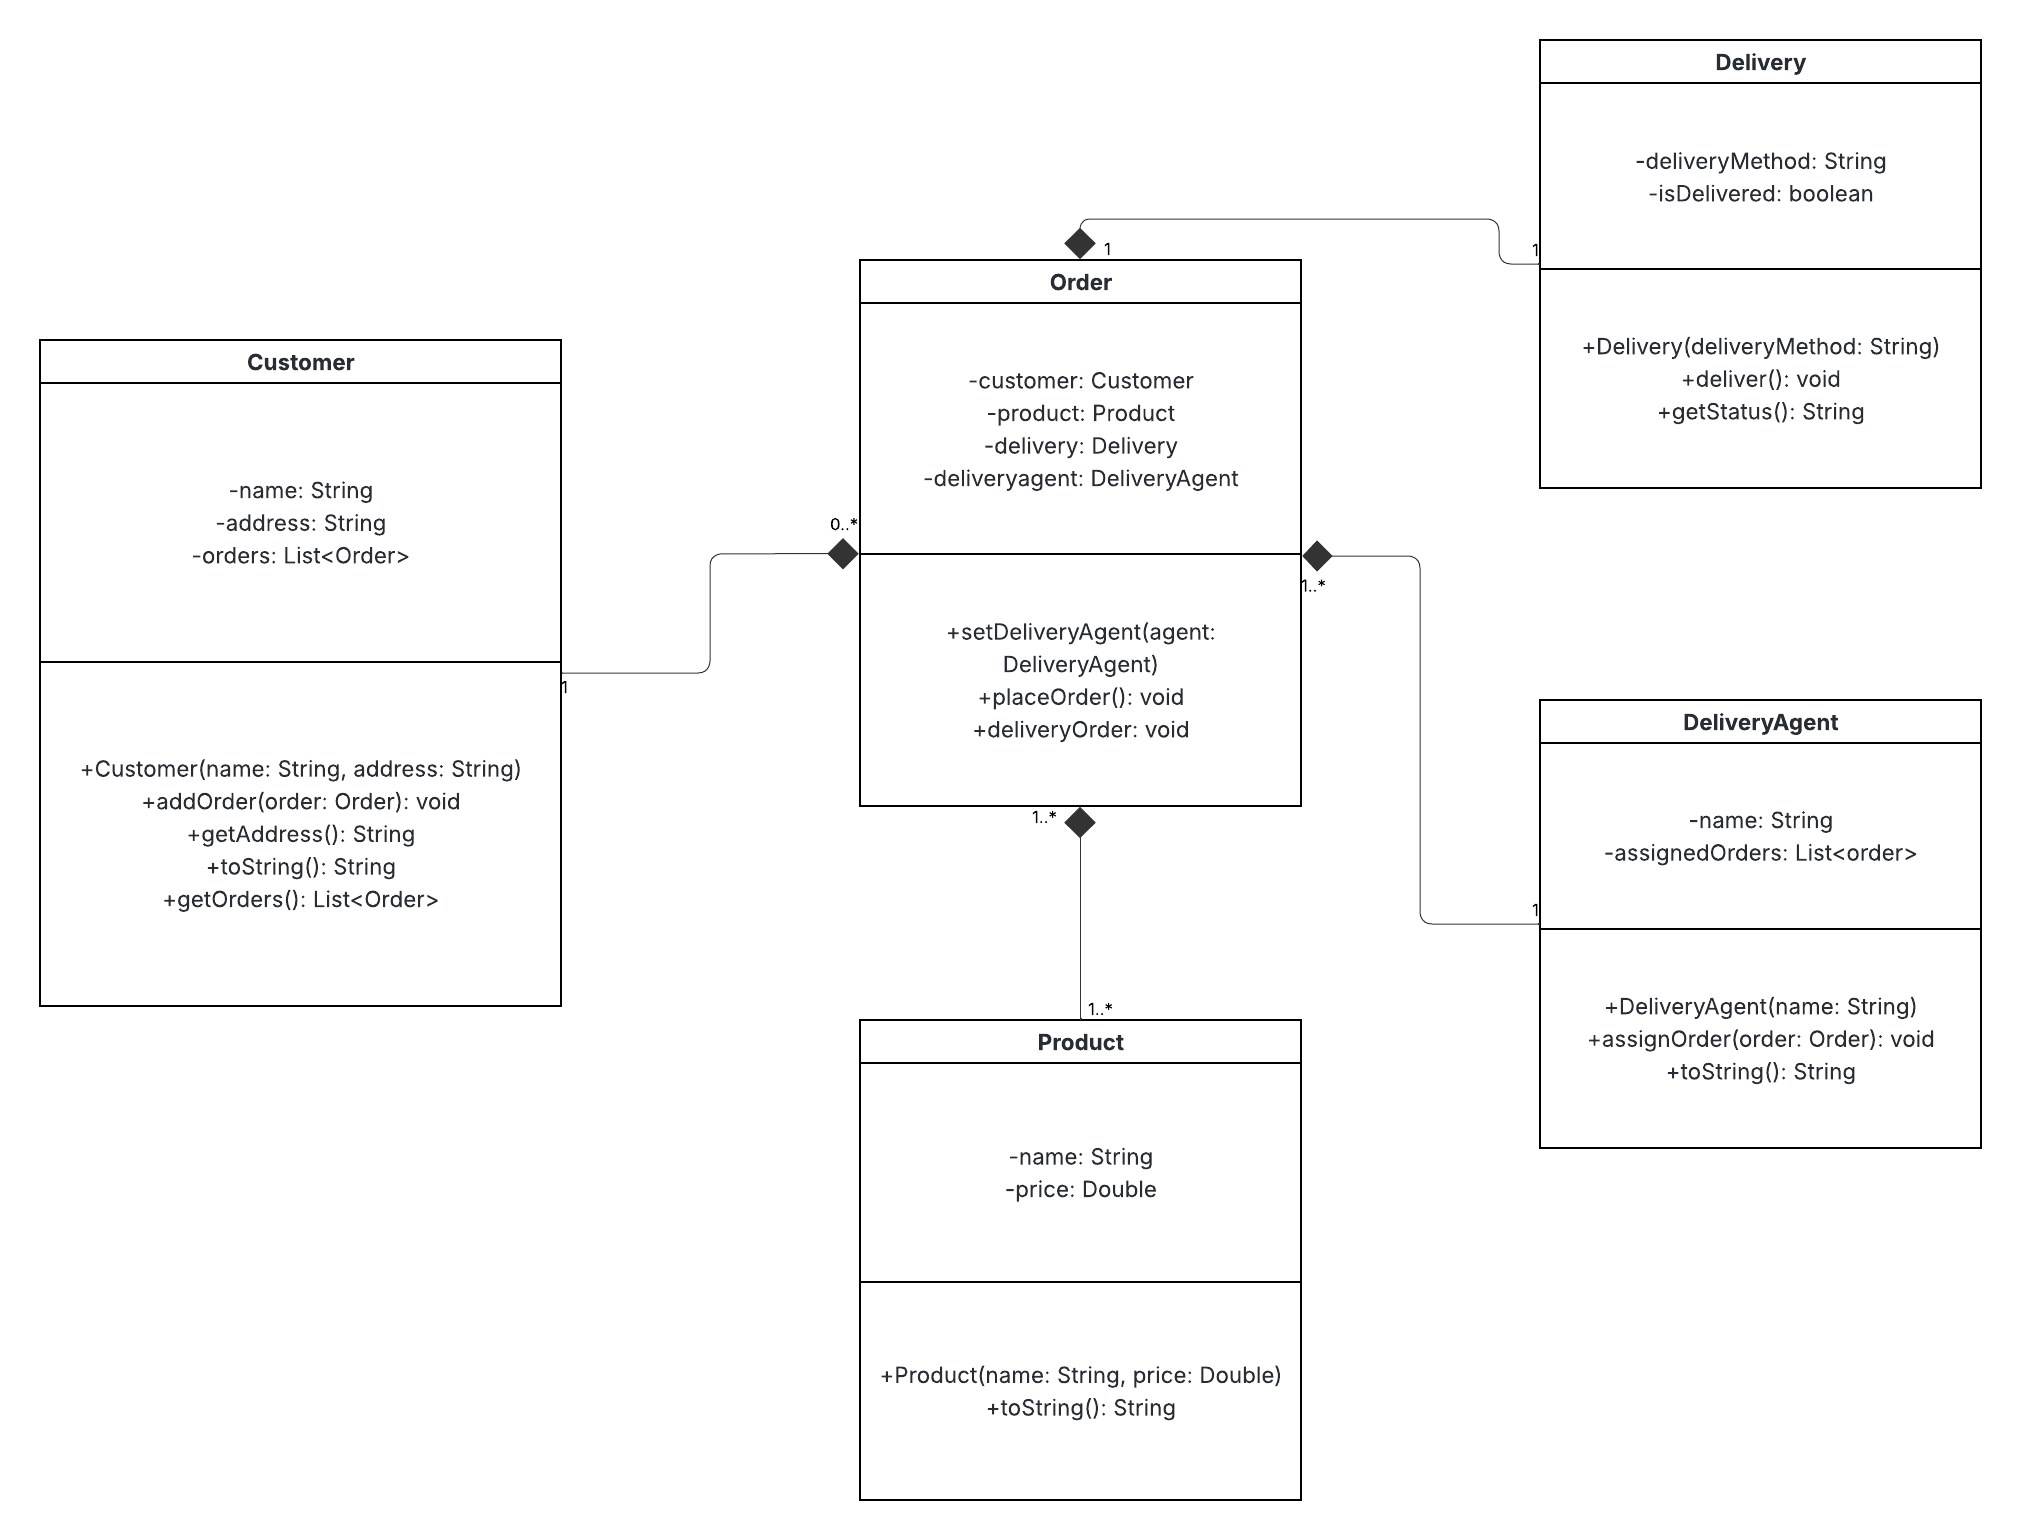 Delivery
-deliveryMethod: String
-isDelivered: boolean
1
+Delivery(deliveryMethod: String)
+deliver(): void
+getStatus(): String
1
Order
-customer: Customer
-product: Product
-delivery: Delivery
-deliveryagent: DeliveryAgent
0..*
1..*
+setDeliveryAgent(agent:
DeliveryAgent)
+placeOrder(): void
+deliveryOrder: void
1..*
Customer
-name: String
-address: String
-orders: List<Order>
1
+Customer(name: String, address: String)
+addOrder(order: Order): void
+getAddress(): String
+toString(): String
+getOrders(): List<Order>
DeliveryAgent
-name: String
-assignedOrders: List<order>
1
+DeliveryAgent(name: String)
+assignOrder(order: Order): void
+toString(): String
1..*
Product
-name: String
-price: Double
+Product(name: String, price: Double)
+toString(): String